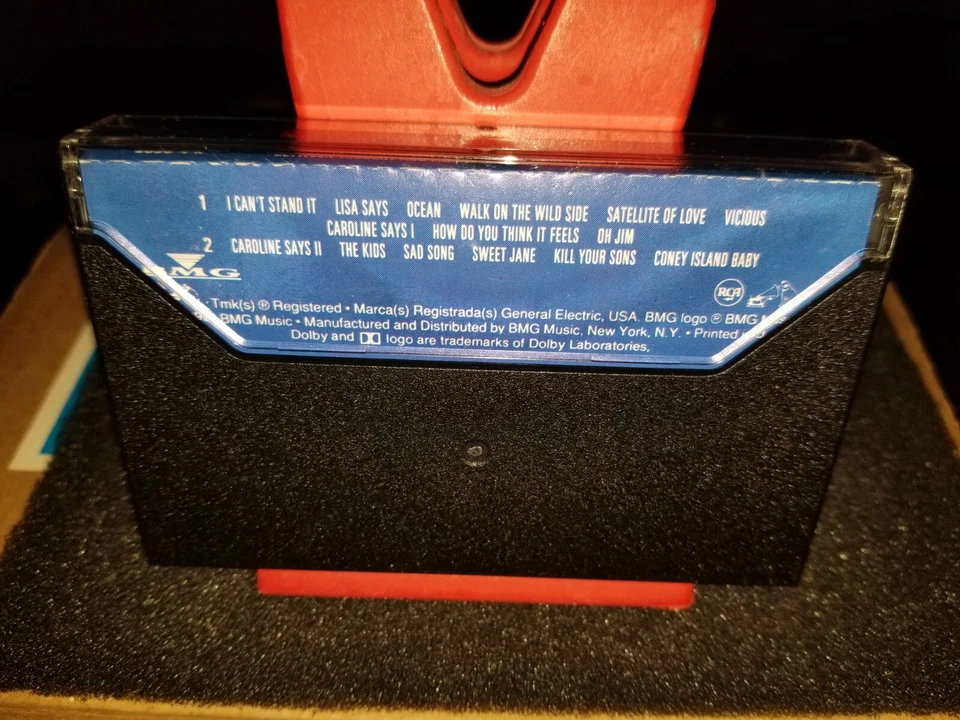 1 I CAN'T STAND IT LISA SAYS OCEAN WALK ON THE WILD SIDE SATELLITE OF LOVE VICIOUS
CAROLINE SAYS I HOW DO YOU THINK IT FEELS OH JIM
2 CAROLINE SAYS II THE KIDS SAD SONG SWEET JANE KILL YOUR SONS CONEY ISLAND BABY
BMG
RCA
Tmk(s) ® Registered • Marca(s) Registrada(s) General Electric, USA. BMG logo ® BMG
BMG Music • Manufactured and Distributed by BMG Music, New York, N.Y. • Printed
Dolby and logo are trademarks of Dolby Laboratories,